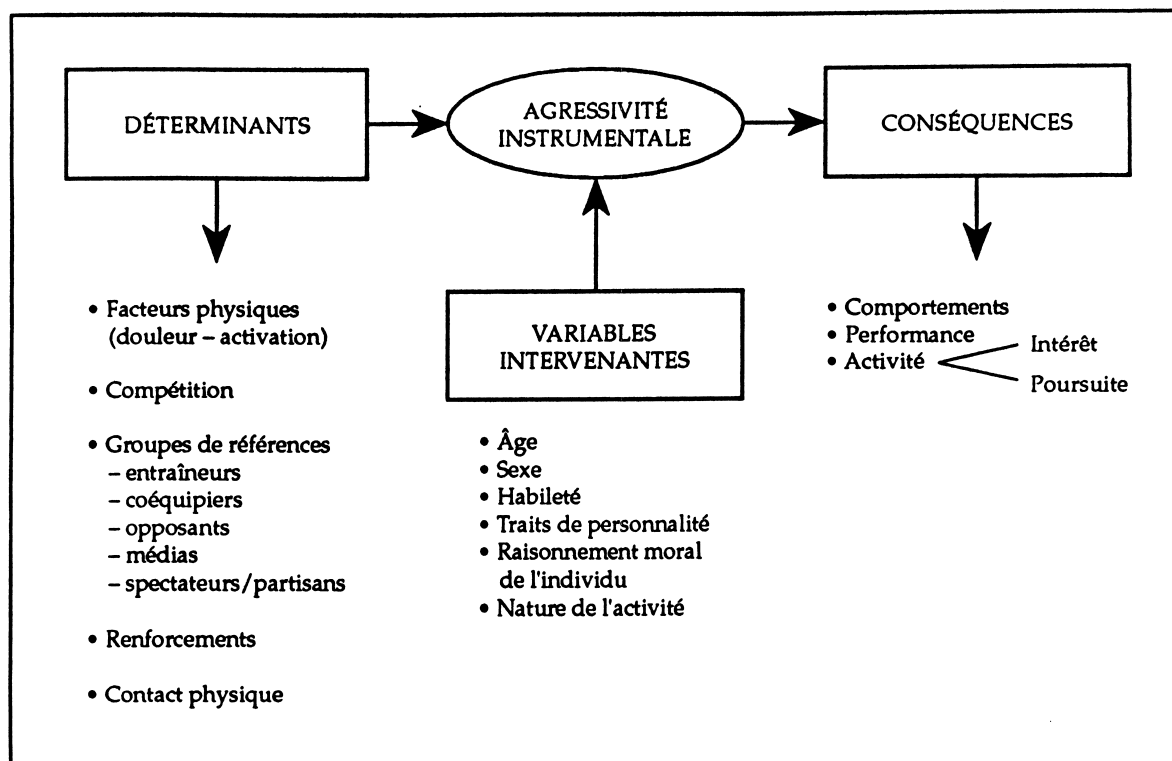 DÉTERMINANTS
AGRESSIVITÉ
INSTRUMENTALE
CONSÉQUENCES
• Facteurs physiques
(douleur – activation)
• Compétition
• Groupes de références
– entraîneurs
– coéquipiers
– opposants
– médias
– spectateurs/partisans
• Renforcements
• Contact physique
VARIABLES
INTERVENANTES
• Âge
• Sexe
• Habileté
• Traits de personnalité
• Raisonnement moral
de l'individu
• Nature de l'activité
• Comportements
• Performance
• Activité
Intérêt
Poursuite